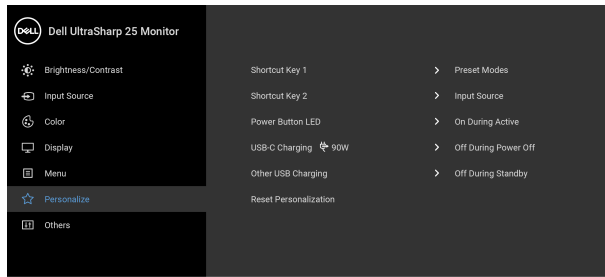 DELL Dell UltraSharp 25 Monitor
Brightness/Contrast
Input Source
Color
Display
Menu
Personalize
Others
Shortcut Key 1 > Preset Modes
Shortcut Key 2 > Input Source
Power Button LED > On During Active
USB-C Charging 90W > Off During Power Off
Other USB Charging > Off During Standby
Reset Personalization